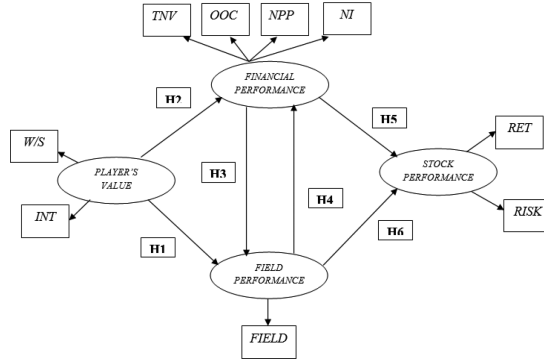 TNV
OOC
NPP
NI
FINANCIAL
PERFORMANCE
H2
H5
W/S
RET
PLAYER'S
VALUE
H3
H4
STOCK
PERFORMANCE
INT
RISK
H1
H6
FIELD
PERFORMANCE
FIELD